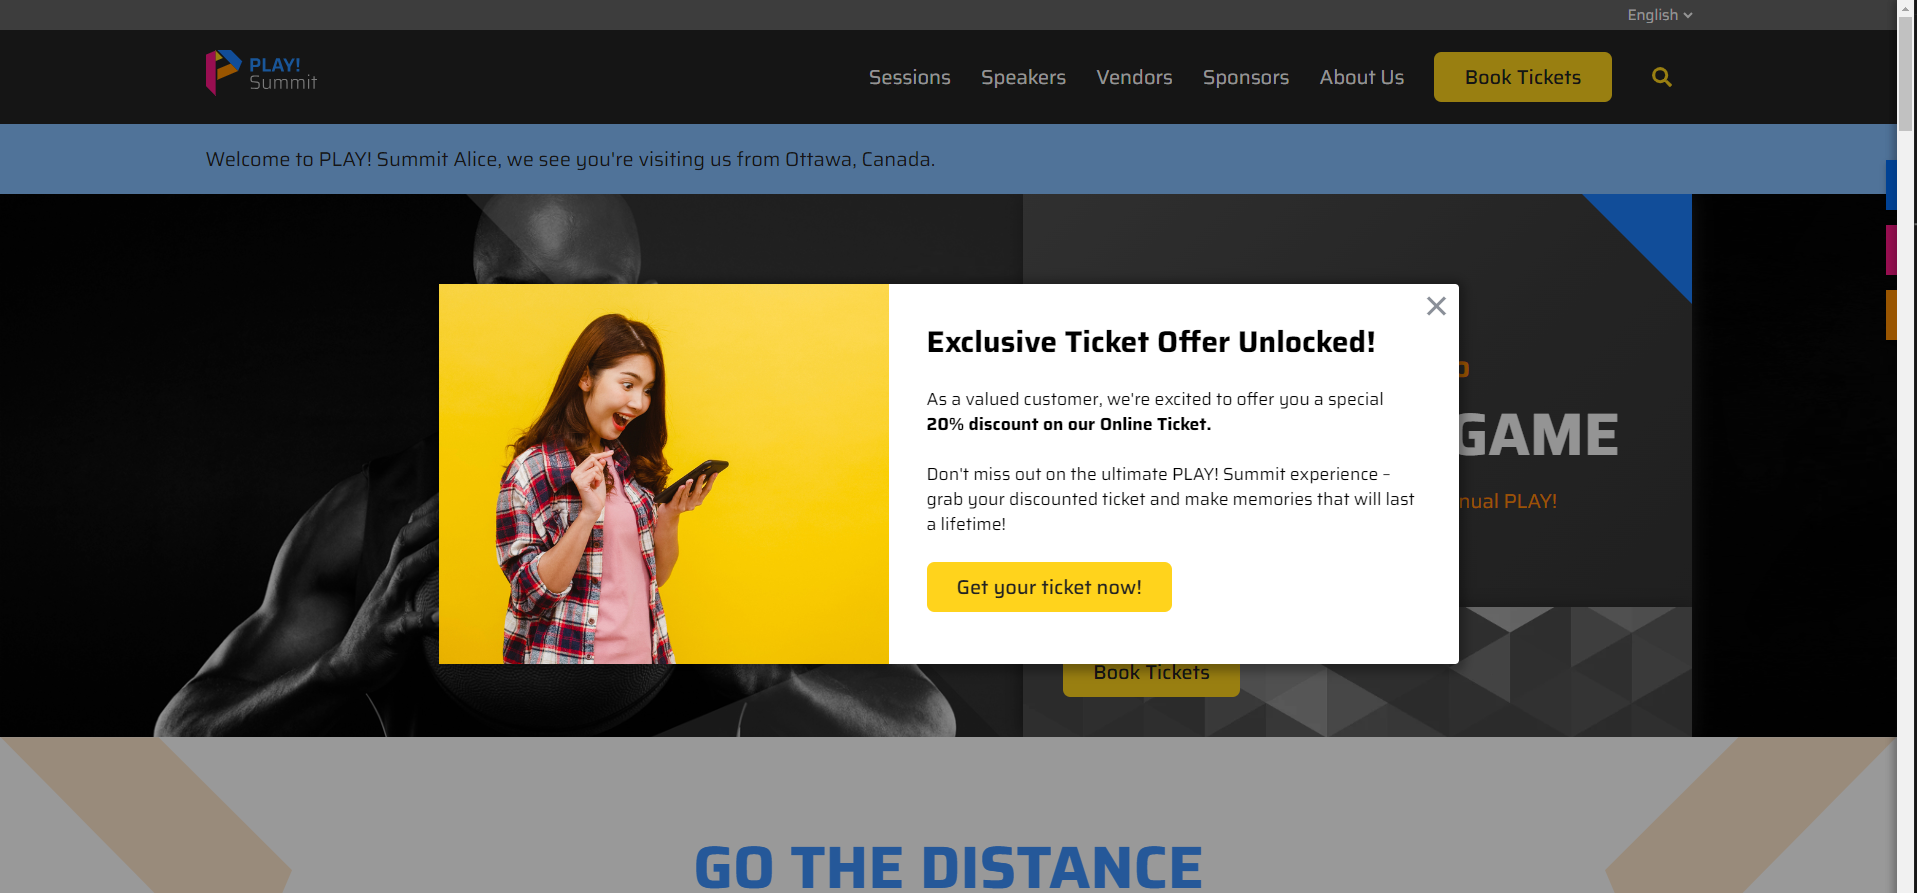 English
PLAY!
Summit
Sessions
Speakers
Vendors
Sponsors
About Us
Book Tickets
Welcome to PLAY! Summit Alice, we see you're visiting us from Ottawa, Canada.
Exclusive Ticket Offer Unlocked!
As a valued customer, we're excited to offer you a special
20% discount on our Online Ticket.
Don't miss out on the ultimate PLAY! Summit experience –
grab your discounted ticket and make memories that will last
a lifetime!
Get your ticket now!
GAME
PLAY!
Book Tickets
GO THE DISTANCE